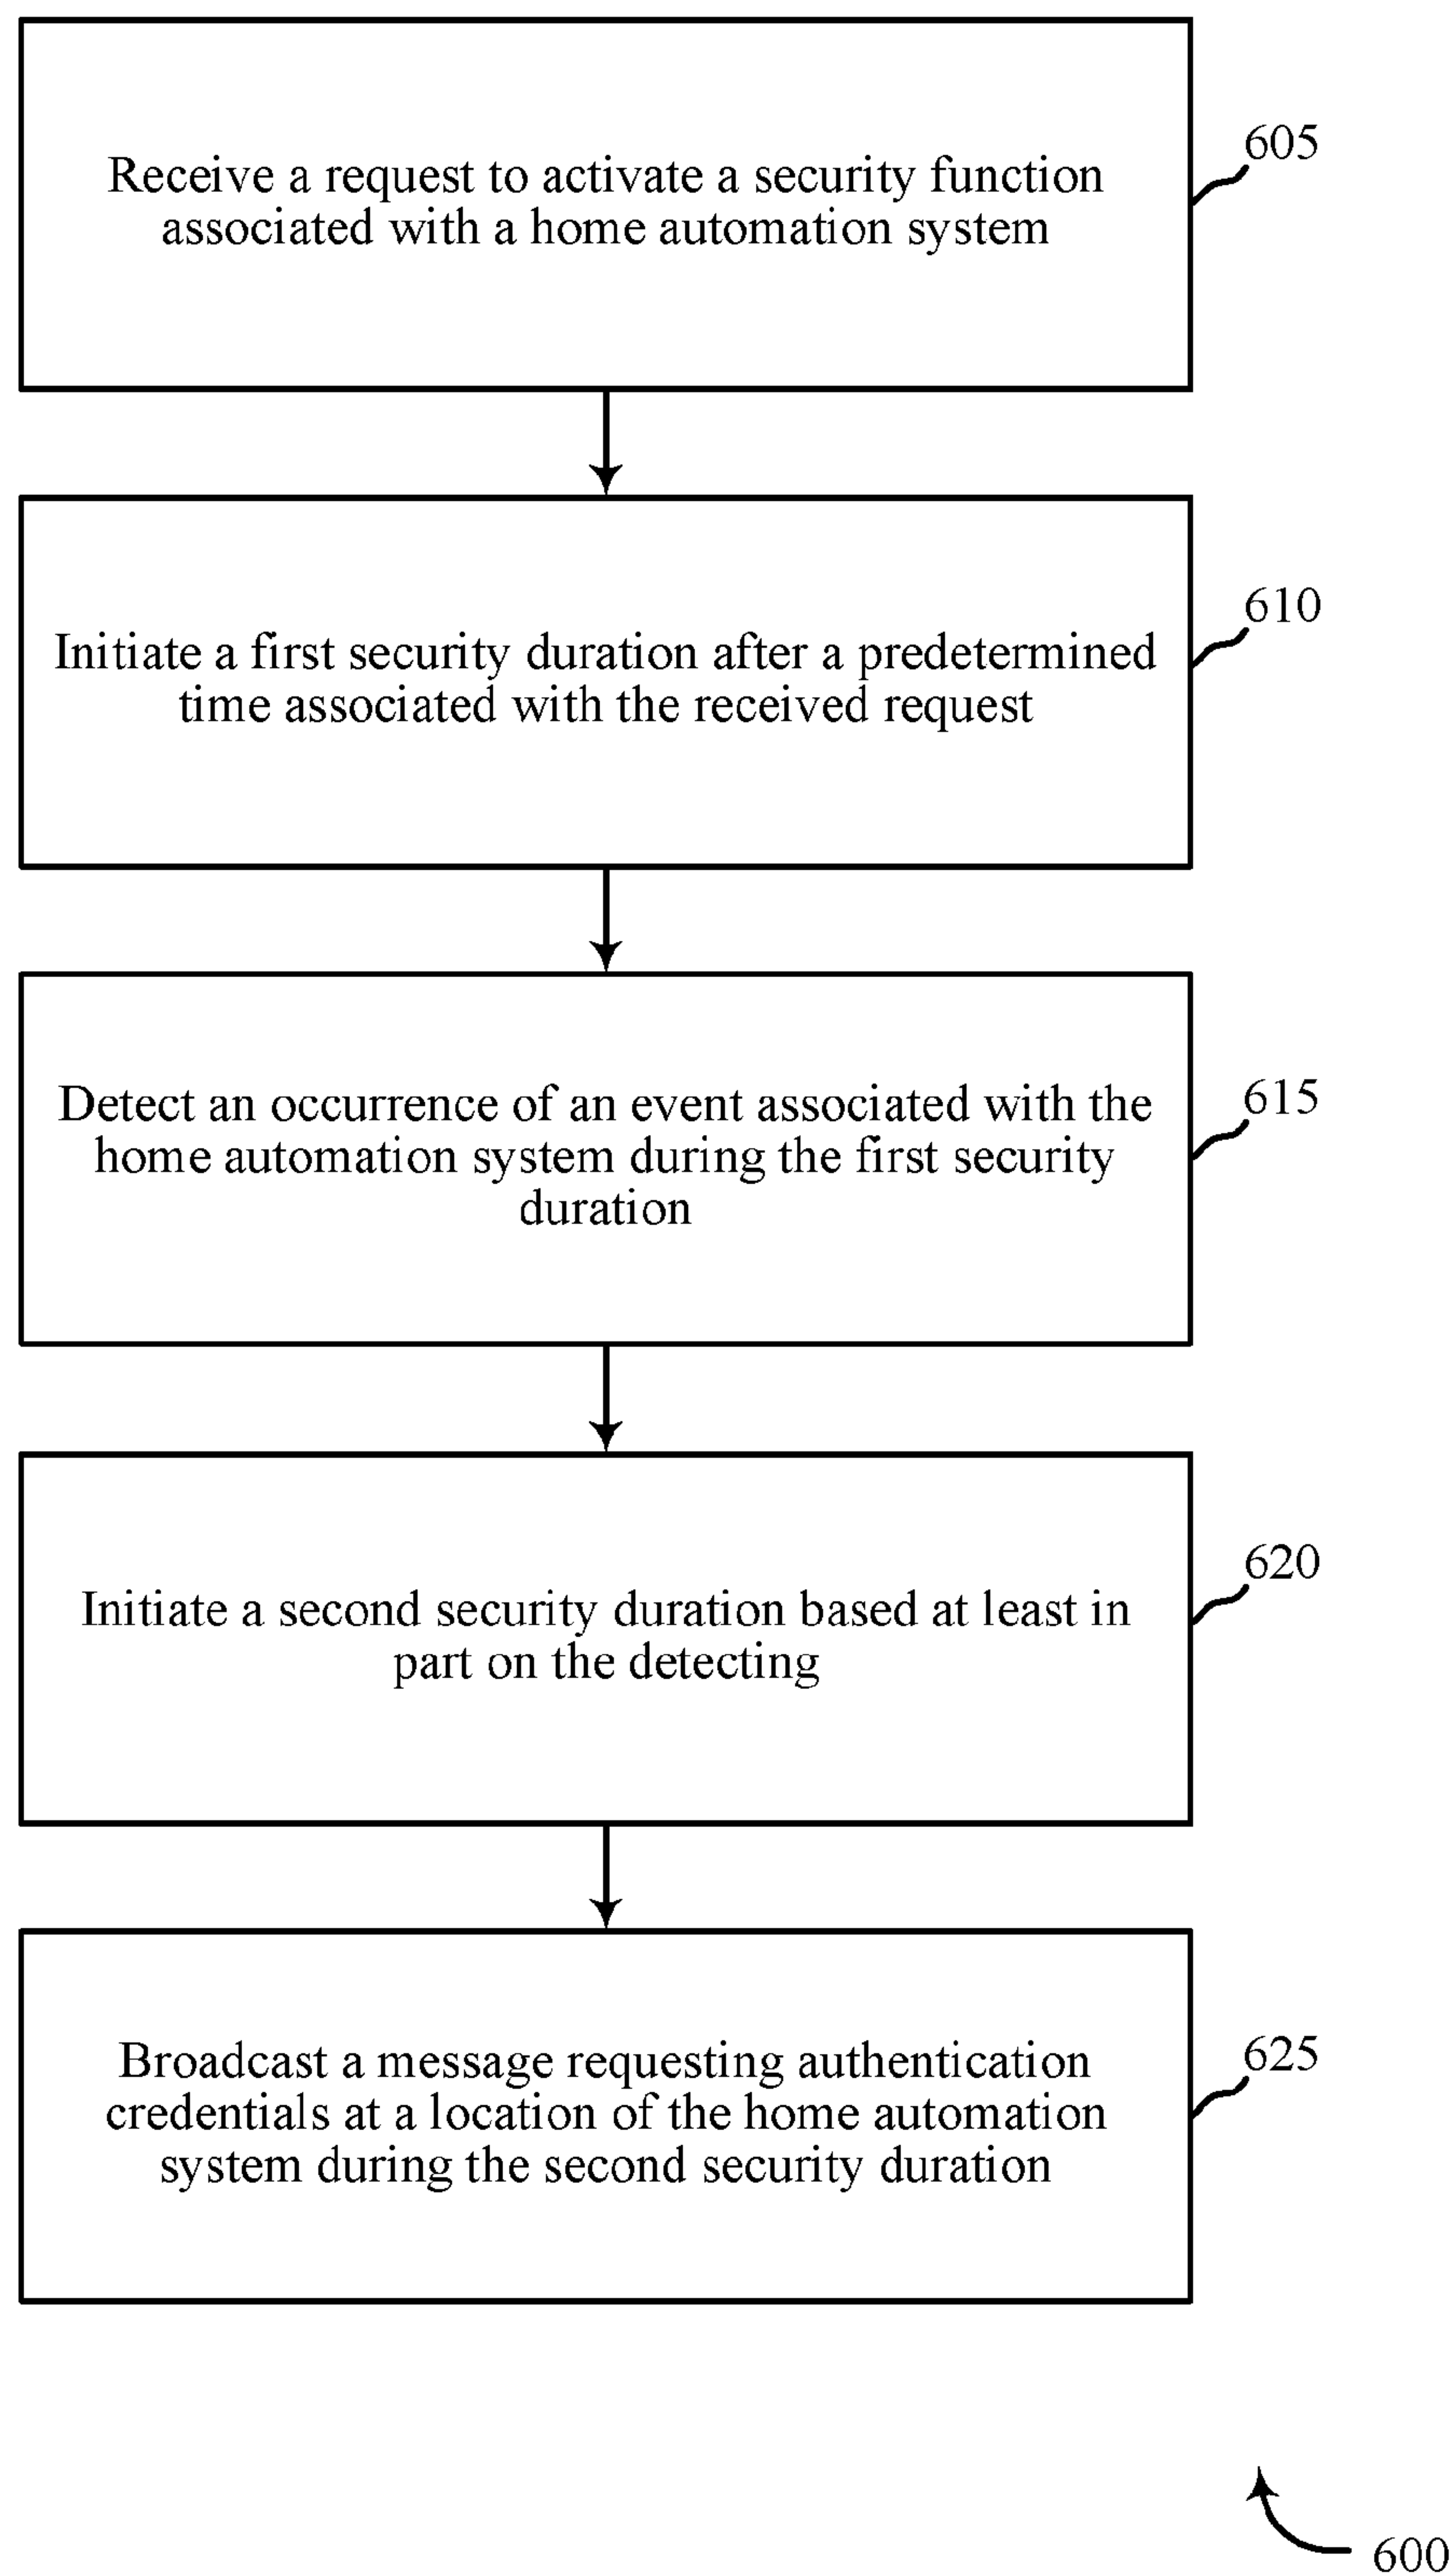 Receive a request to activate a security function
associated with a home automation system
605
Initiate a first security duration after a predetermined
time associated with the received request
610
Detect an occurrence of an event associated with the
home automation system during the first security
duration
615
Initiate a second security duration based at least in
part on the detecting
620
Broadcast a message requesting authentication
credentials at a location of the home automation
system during the second security duration
625
600